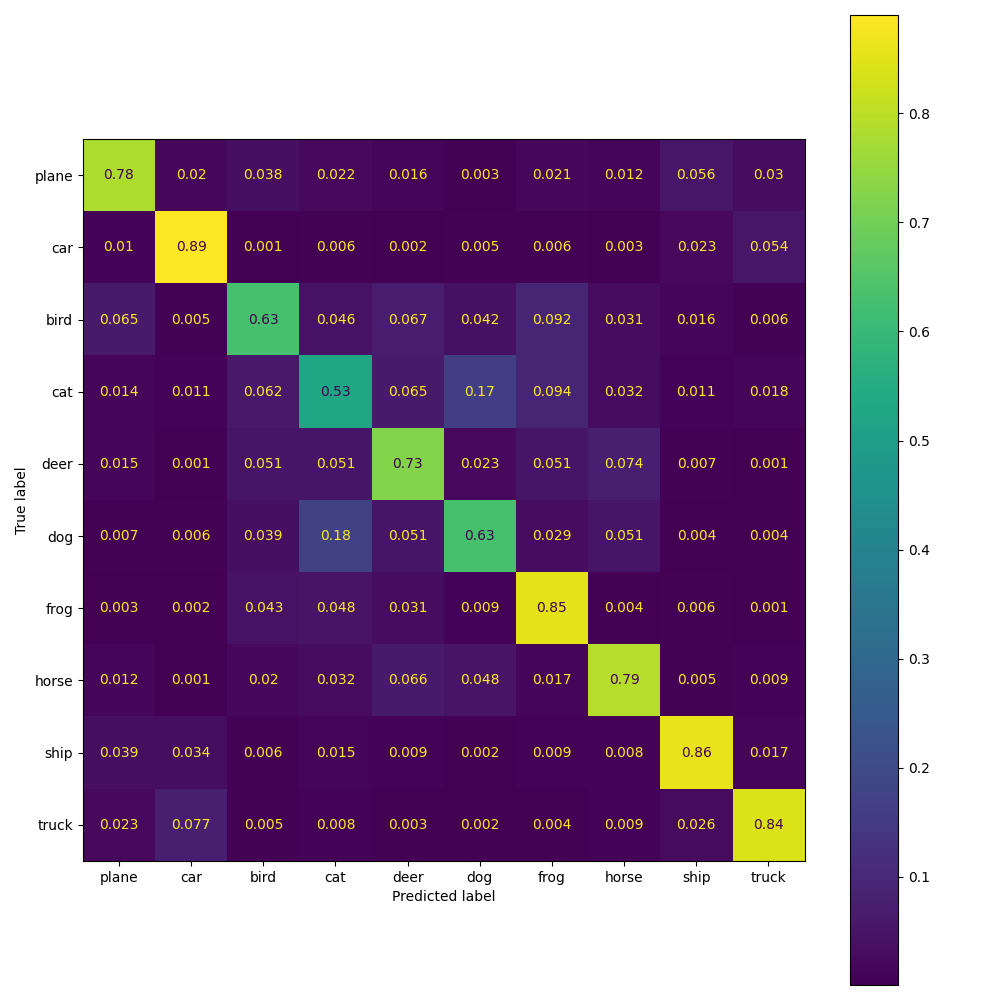 plane 0.78 0.02 0.038 0.022 0.016 0.003 0.021 0.012 0.056 0.03
car 0.01 0.89 0.001 0.006 0.002 0.005 0.006 0.003 0.023 0.054
bird 0.065 0.005 0.63 0.046 0.067 0.042 0.092 0.031 0.016 0.006
cat 0.014 0.011 0.062 0.53 0.065 0.17 0.094 0.032 0.011 0.018
deer 0.015 0.001 0.051 0.051 0.73 0.023 0.051 0.074 0.007 0.001
dog 0.007 0.006 0.039 0.18 0.051 0.63 0.029 0.051 0.004 0.004
frog 0.003 0.002 0.043 0.048 0.031 0.009 0.85 0.004 0.006 0.001
horse 0.012 0.001 0.02 0.032 0.066 0.048 0.017 0.79 0.005 0.009
ship 0.039 0.034 0.006 0.015 0.009 0.002 0.009 0.008 0.86 0.017
truck 0.023 0.077 0.005 0.008 0.003 0.002 0.004 0.009 0.026 0.84
plane car bird cat deer dog frog horse ship truck
Predicted label
True label
0.8
0.7
0.6
0.5
0.4
0.3
0.2
0.1